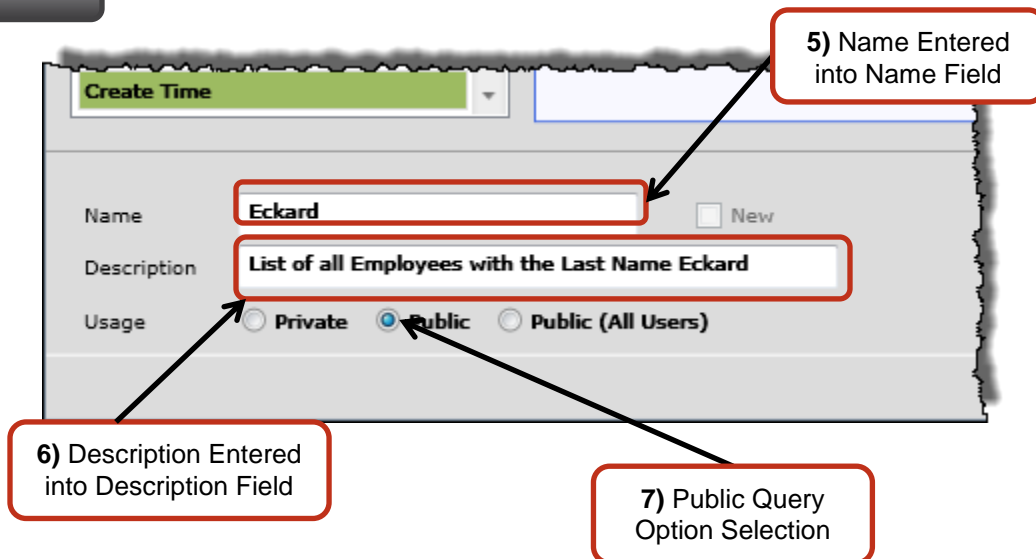 5) Name Entered
into Name Field
Create Time
Name
Eckard
New
Description
List of all Employees with the Last Name Eckard
Usage
Private
Public
Public (All Users)
6) Description Entered
into Description Field
7) Public Query
Option Selection